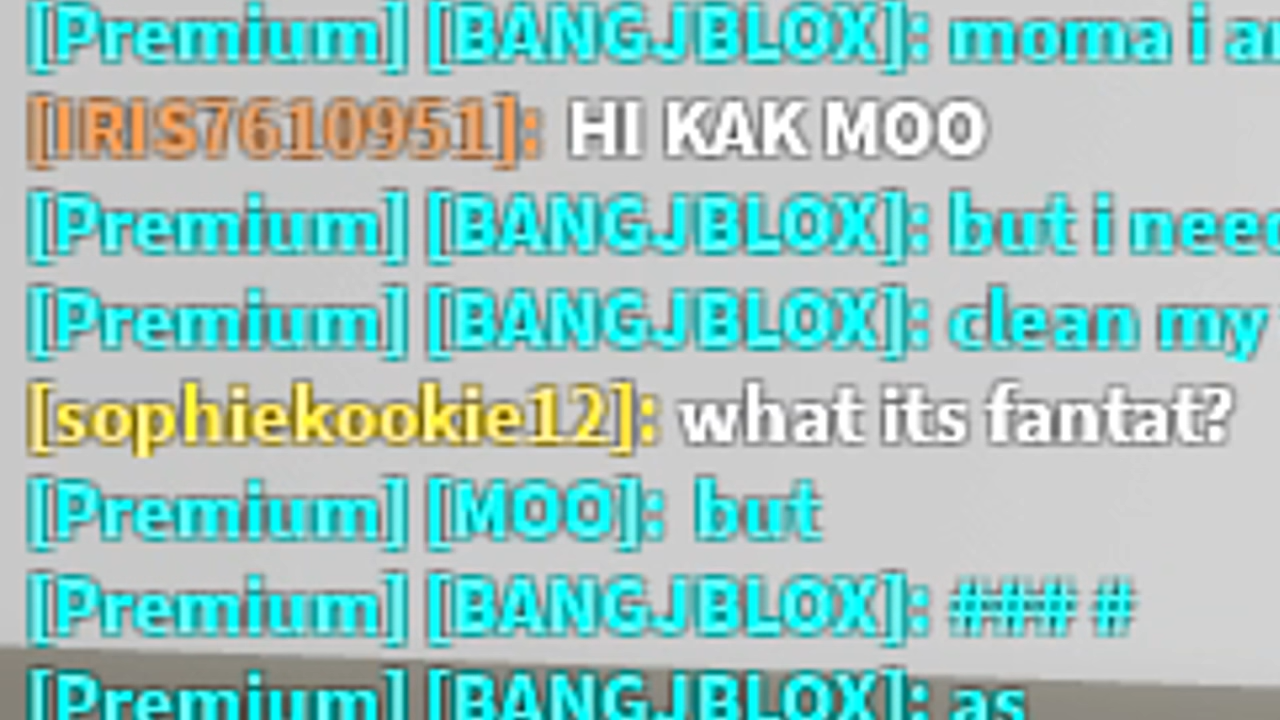 [Premium] [BANGJBLOX]: moma i
[IRIS7610951]: HI KAK MOO
[Premium] [BANGJBLOX]: but i need
[Premium] [BANGJBLOX]: clean my
[sophiekookie12]: what its fantat?
[Premium] [MOO]: but
[Premium] [BANGJBLOX]: ### #
[Premium] [BANGJBLOX]: as